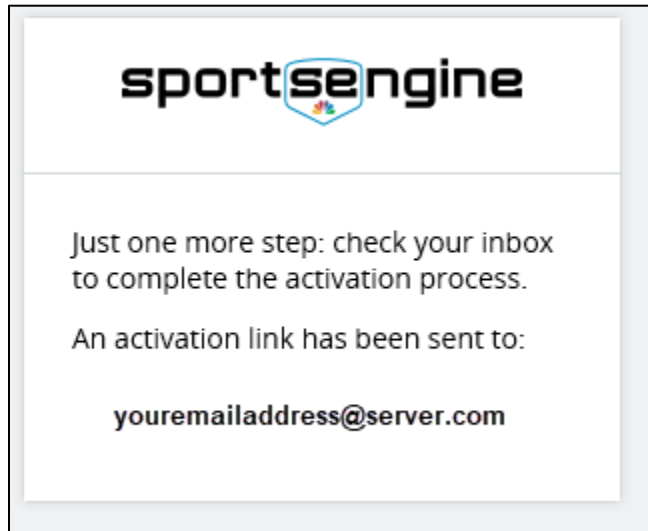 sportsengine
Just one more step: check your inbox
to complete the activation process.
An activation link has been sent to:
youremailaddress@server.com